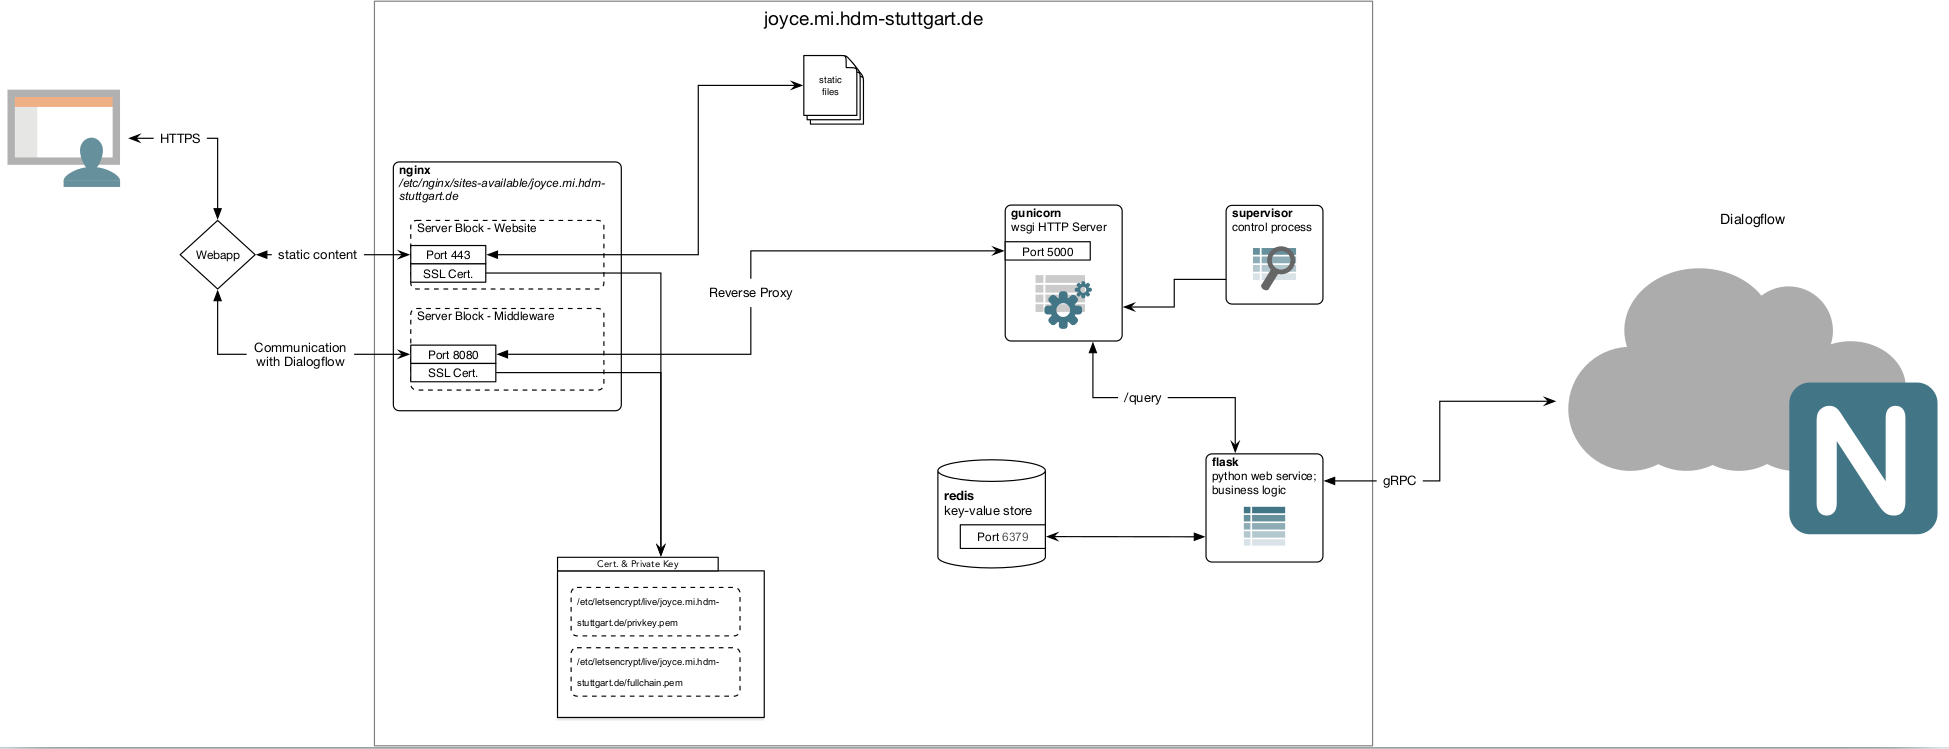 joyce.mi.hdm-stuttgart.de
static
files
HTTPS
nginx
/etc/nginx/sites-available/joyce.mi.hdm-
stuttgart.de
Server Block - Website
Webapp
static content
Port 443
SSL Cert.
Server Block - Middleware
Communication
with Dialogflow
Port 8080
SSL Cert.
Reverse Proxy
gunicorn
wsgi HTTP Server
Port 5000
supervisor
control process
Dialogflow
/query
flask
python web service;
business logic
gRPC
N
redis
key-value store
Port 6379
Cert. & Private Key
/etc/letsencrypt/live/joyce.mi.hdm-
stuttgart.de/privkey.pem
/etc/letsencrypt/live/joyce.mi.hdm-
stuttgart.de/fullchain.pem